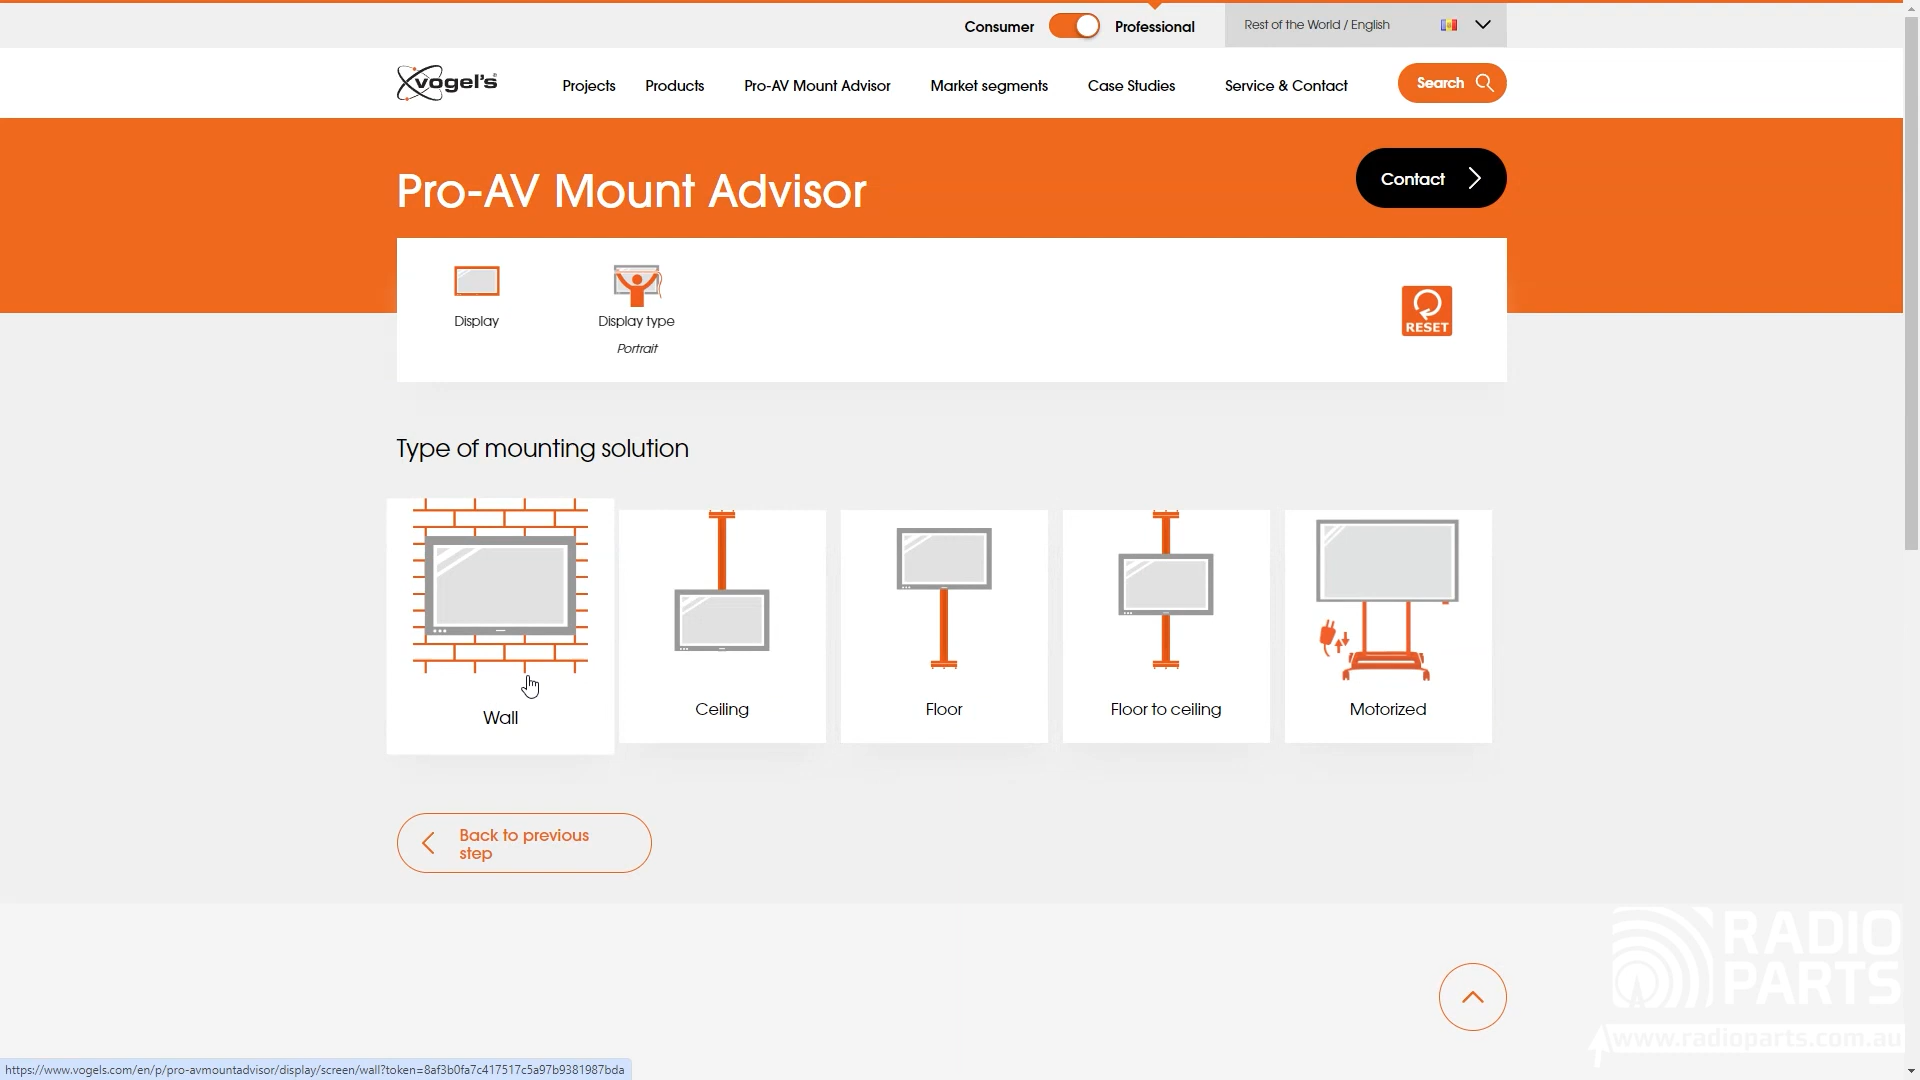 Consumer
Professional
Rest of the World / English
vogel's
Projects
Products
Pro-AV Mount Advisor
Market segments
Case Studies
Service & Contact
Search
Pro-AV Mount Advisor
Contact
Display
Display type
Portrait
RESET
Type of mounting solution
Wall
Ceiling
Floor
Floor to ceiling
Motorized
Back to previous
step
RADIO
PARTS
www.radioparts.com.au
https://www.vogels.com/en/p/pro-avmountadvisor/display/screen/wall?token=8af3b0fa7c417517c5a97b9381987bda